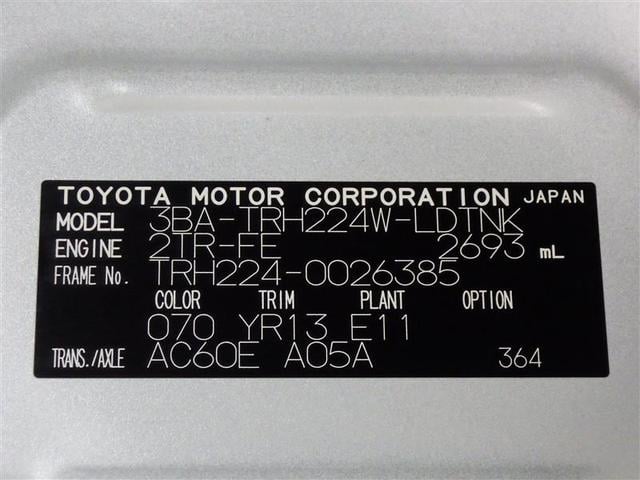 TOYOTA MOTOR CORPORATION JAPAN
MODEL 3BA-TRH224W-LDTNK
ENGINE 2TR-FE 2693 mL
FRAME No. TRH224-0026385
COLOR TRIM PLANT OPTION
070 YR13 E11
TRANS./AXLE AC60E A05A 364